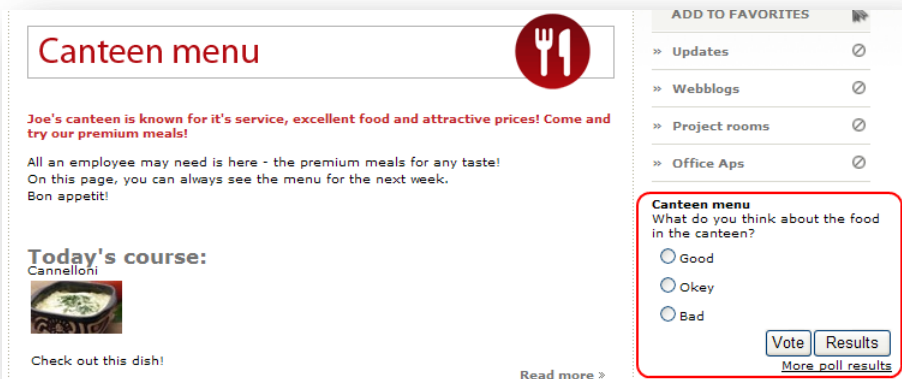 Canteen menu
Joe's canteen is known for it's service, excellent food and attractive prices! Come and
try our premium meals!
All an employee may need is here - the premium meals for any taste!
On this page, you can always see the menu for the next week.
Bon appetit!
Today's course:
Cannelloni
Check out this dish!
Read more »
ADD TO FAVORITES
» Updates
» Webblogs
» Project rooms
» Office Aps
Canteen menu
What do you think about the food
in the canteen?
Good
Okey
Bad
Vote Results
More poll results